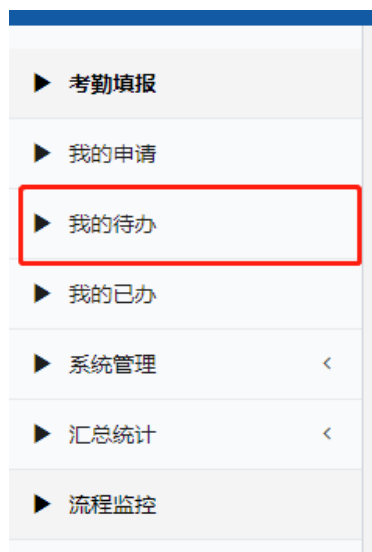 考勤填报
我的申请
我的待办
我的已办
系统管理
汇总统计
流程监控